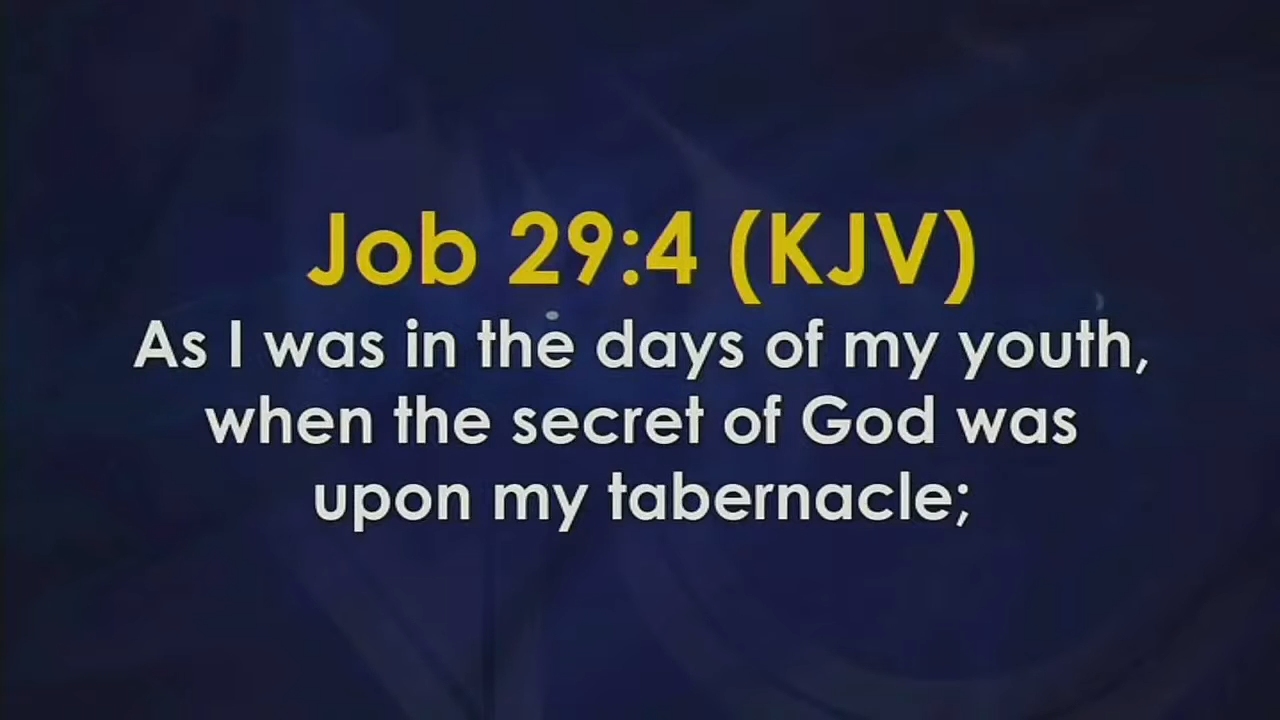 Job 29:4 (KJV)
As I was in the days of my youth,
when the secret of God was
upon my tabernacle;